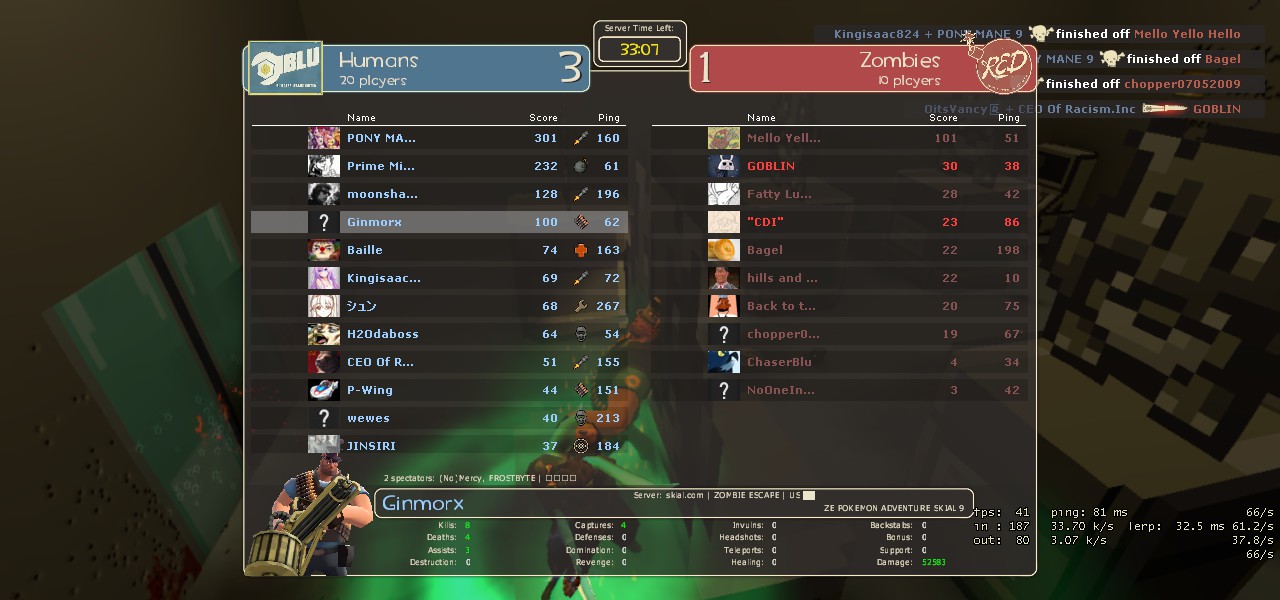 Server Time Left:
33:07
BLU
Humans
20 players
3
1
Zombies
10 players
RED
Kingisaac824 + PONY MANE 9 finished off Mello Yello Hello
MANE 9 finished off Bagel
finished off chopper07052009
CEO Of Racism.Inc GOBLIN
Name Score Ping
PONY MA... 301 160
Prime Mi... 232 61
moonsha... 128 196
? Ginmorx 100 62
Baille 74 163
Kingisaac... 69 72
シュン 68 267
H2Odaboss 64 54
CEO Of R... 51 155
P-Wing 44 151
? wewes 40 213
JINSIRI 37 184
Name Score Ping
Mello Yell... 101 51
GOBLIN 30 38
Fatty Lu... 28 42
"CDI" 23 86
Bagel 22 198
hills and ... 22 10
Back to t... 20 75
? chopper0... 19 67
ChaserBlu 4 34
? NoOneIn... 3 42
2 spectators: (No)Mercy, FROSTBYTE | □□□□
Ginmorx
Server: skial.com | ZOMBIE ESCAPE | US
ZE POKEMON ADVENTURE SKIAL 9
Kills: 8 Captures: 4 Invulns: 0 Backstabs: 0
Deaths: 4 Defenses: 0 Headshots: 0 Bonus: 0
Assists: 3 Domination: 0 Teleports: 0 Support: 0
Destruction: 0 Revenge: 0 Healing: 0 Damage: 52583
fps: 41 ping: 81 ms 66/s
in : 187 33.70 k/s lerp: 32.5 ms 61.2/s
out: 80 3.07 k/s 37.8/s
66/s